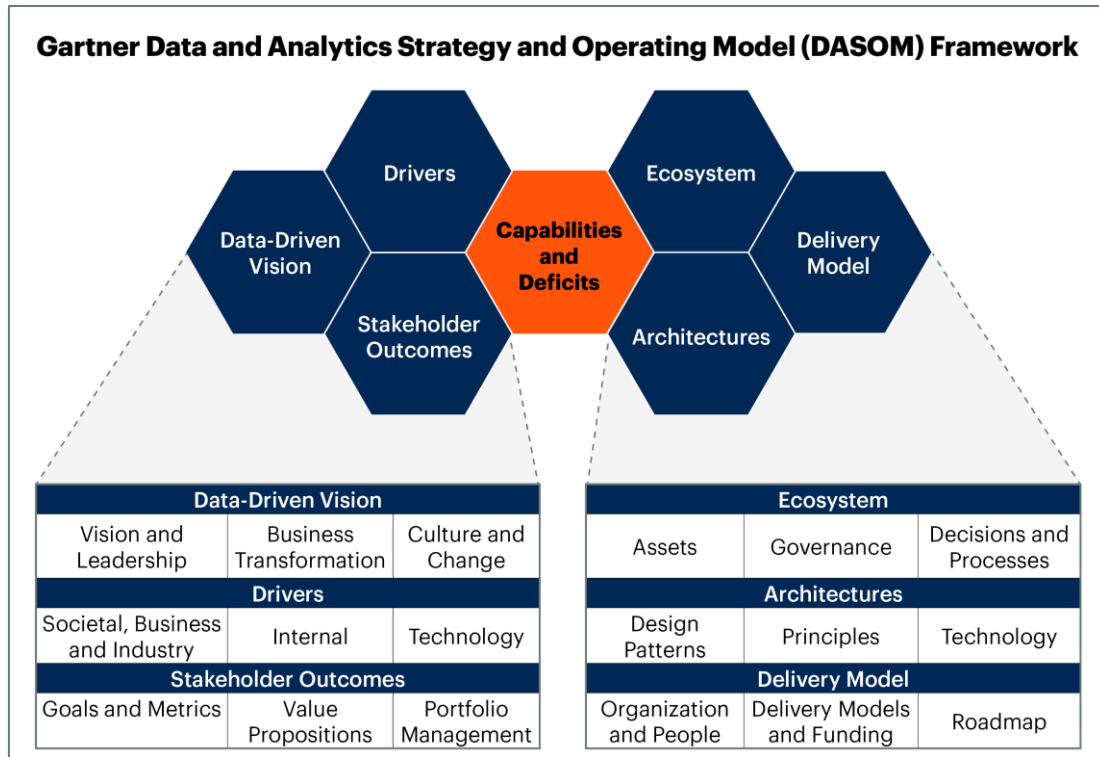 Gartner Data and Analytics Strategy and Operating Model (DASOM) Framework
Drivers
Ecosystem
Data-Driven
Vision
Capabilities
and
Deficits
Delivery
Model
Stakeholder
Outcomes
Architectures
Data-Driven Vision
Vision and
Leadership
Business
Transformation
Culture and
Change
Drivers
Societal, Business
and Industry
Internal
Technology
Stakeholder Outcomes
Goals and Metrics
Value
Propositions
Portfolio
Management
Ecosystem
Assets
Governance
Decisions and
Processes
Architectures
Design
Patterns
Principles
Technology
Delivery Model
Organization
and People
Delivery Models
and Funding
Roadmap